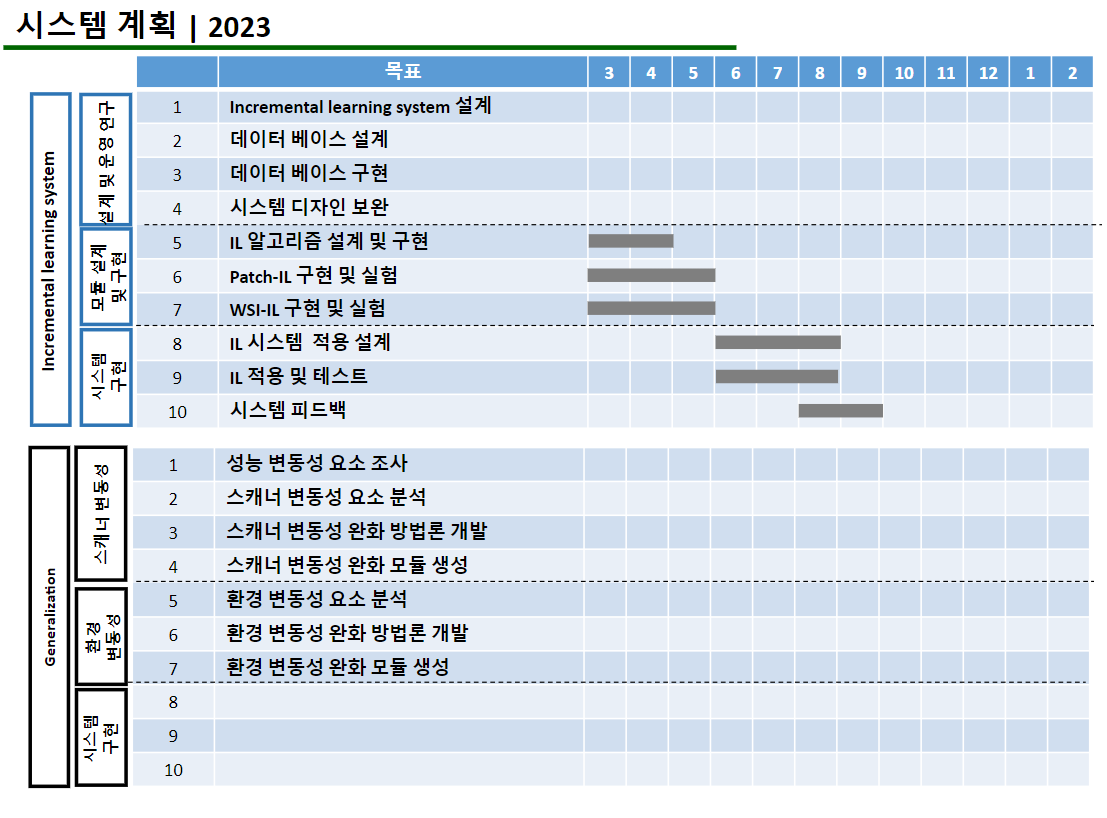 시스템 계획 | 2023
목표 3 4 5 6 7 8 9 10 11 12 1 2
Incremental learning system
설계 및 운영 연구
1 Incremental learning system 설계
2 데이터 베이스 설계
3 데이터 베이스 구현
4 시스템 디자인 보완
모듈 설계
및 구현
5 IL 알고리즘 설계 및 구현
6 Patch-IL 구현 및 실험
7 WSI-IL 구현 및 실험
시스템
구현
8 IL 시스템 적용 설계
9 IL 적용 및 테스트
10 시스템 피드백
Generalization
스캐너 변동성
1 성능 변동성 요소 조사
2 스캐너 변동성 요소 분석
3 스캐너 변동성 완화 방법론 개발
4 스캐너 변동성 완화 모듈 생성
환경
변동성
5 환경 변동성 요소 분석
6 환경 변동성 완화 방법론 개발
7 환경 변동성 완화 모듈 생성
시스템
구현
8
9
10